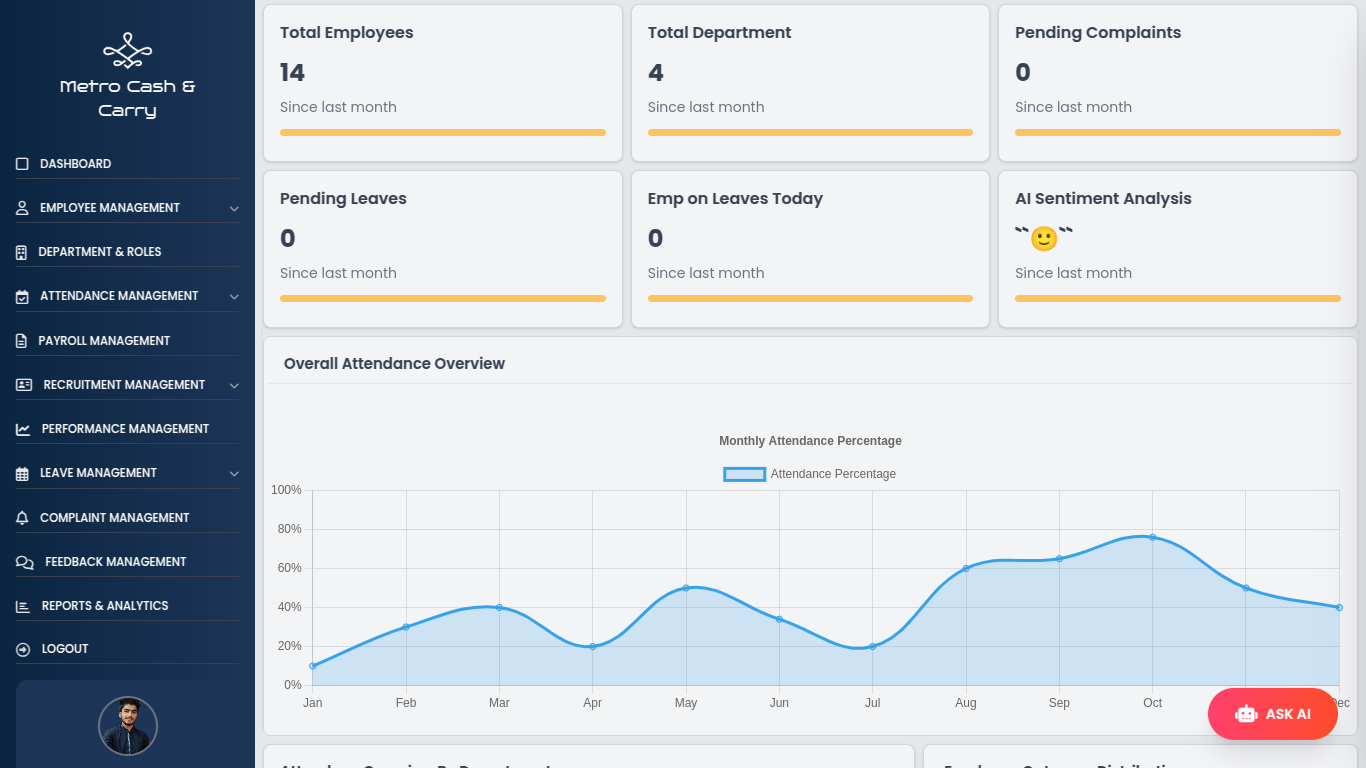 Metro Cash &
Carry
DASHBOARD
EMPLOYEE MANAGEMENT
DEPARTMENT & ROLES
ATTENDANCE MANAGEMENT
PAYROLL MANAGEMENT
RECRUITMENT MANAGEMENT
PERFORMANCE MANAGEMENT
LEAVE MANAGEMENT
COMPLAINT MANAGEMENT
FEEDBACK MANAGEMENT
REPORTS & ANALYTICS
LOGOUT
Total Employees
14
Since last month
Total Department
4
Since last month
Pending Complaints
0
Since last month
Pending Leaves
0
Since last month
Emp on Leaves Today
0
Since last month
AI Sentiment Analysis
``🙂``
Since last month
Overall Attendance Overview
Monthly Attendance Percentage
Attendance Percentage
100%
80%
60%
40%
20%
0%
Jan Feb Mar Apr May Jun Jul Aug Sep Oct Dec
ASK AI